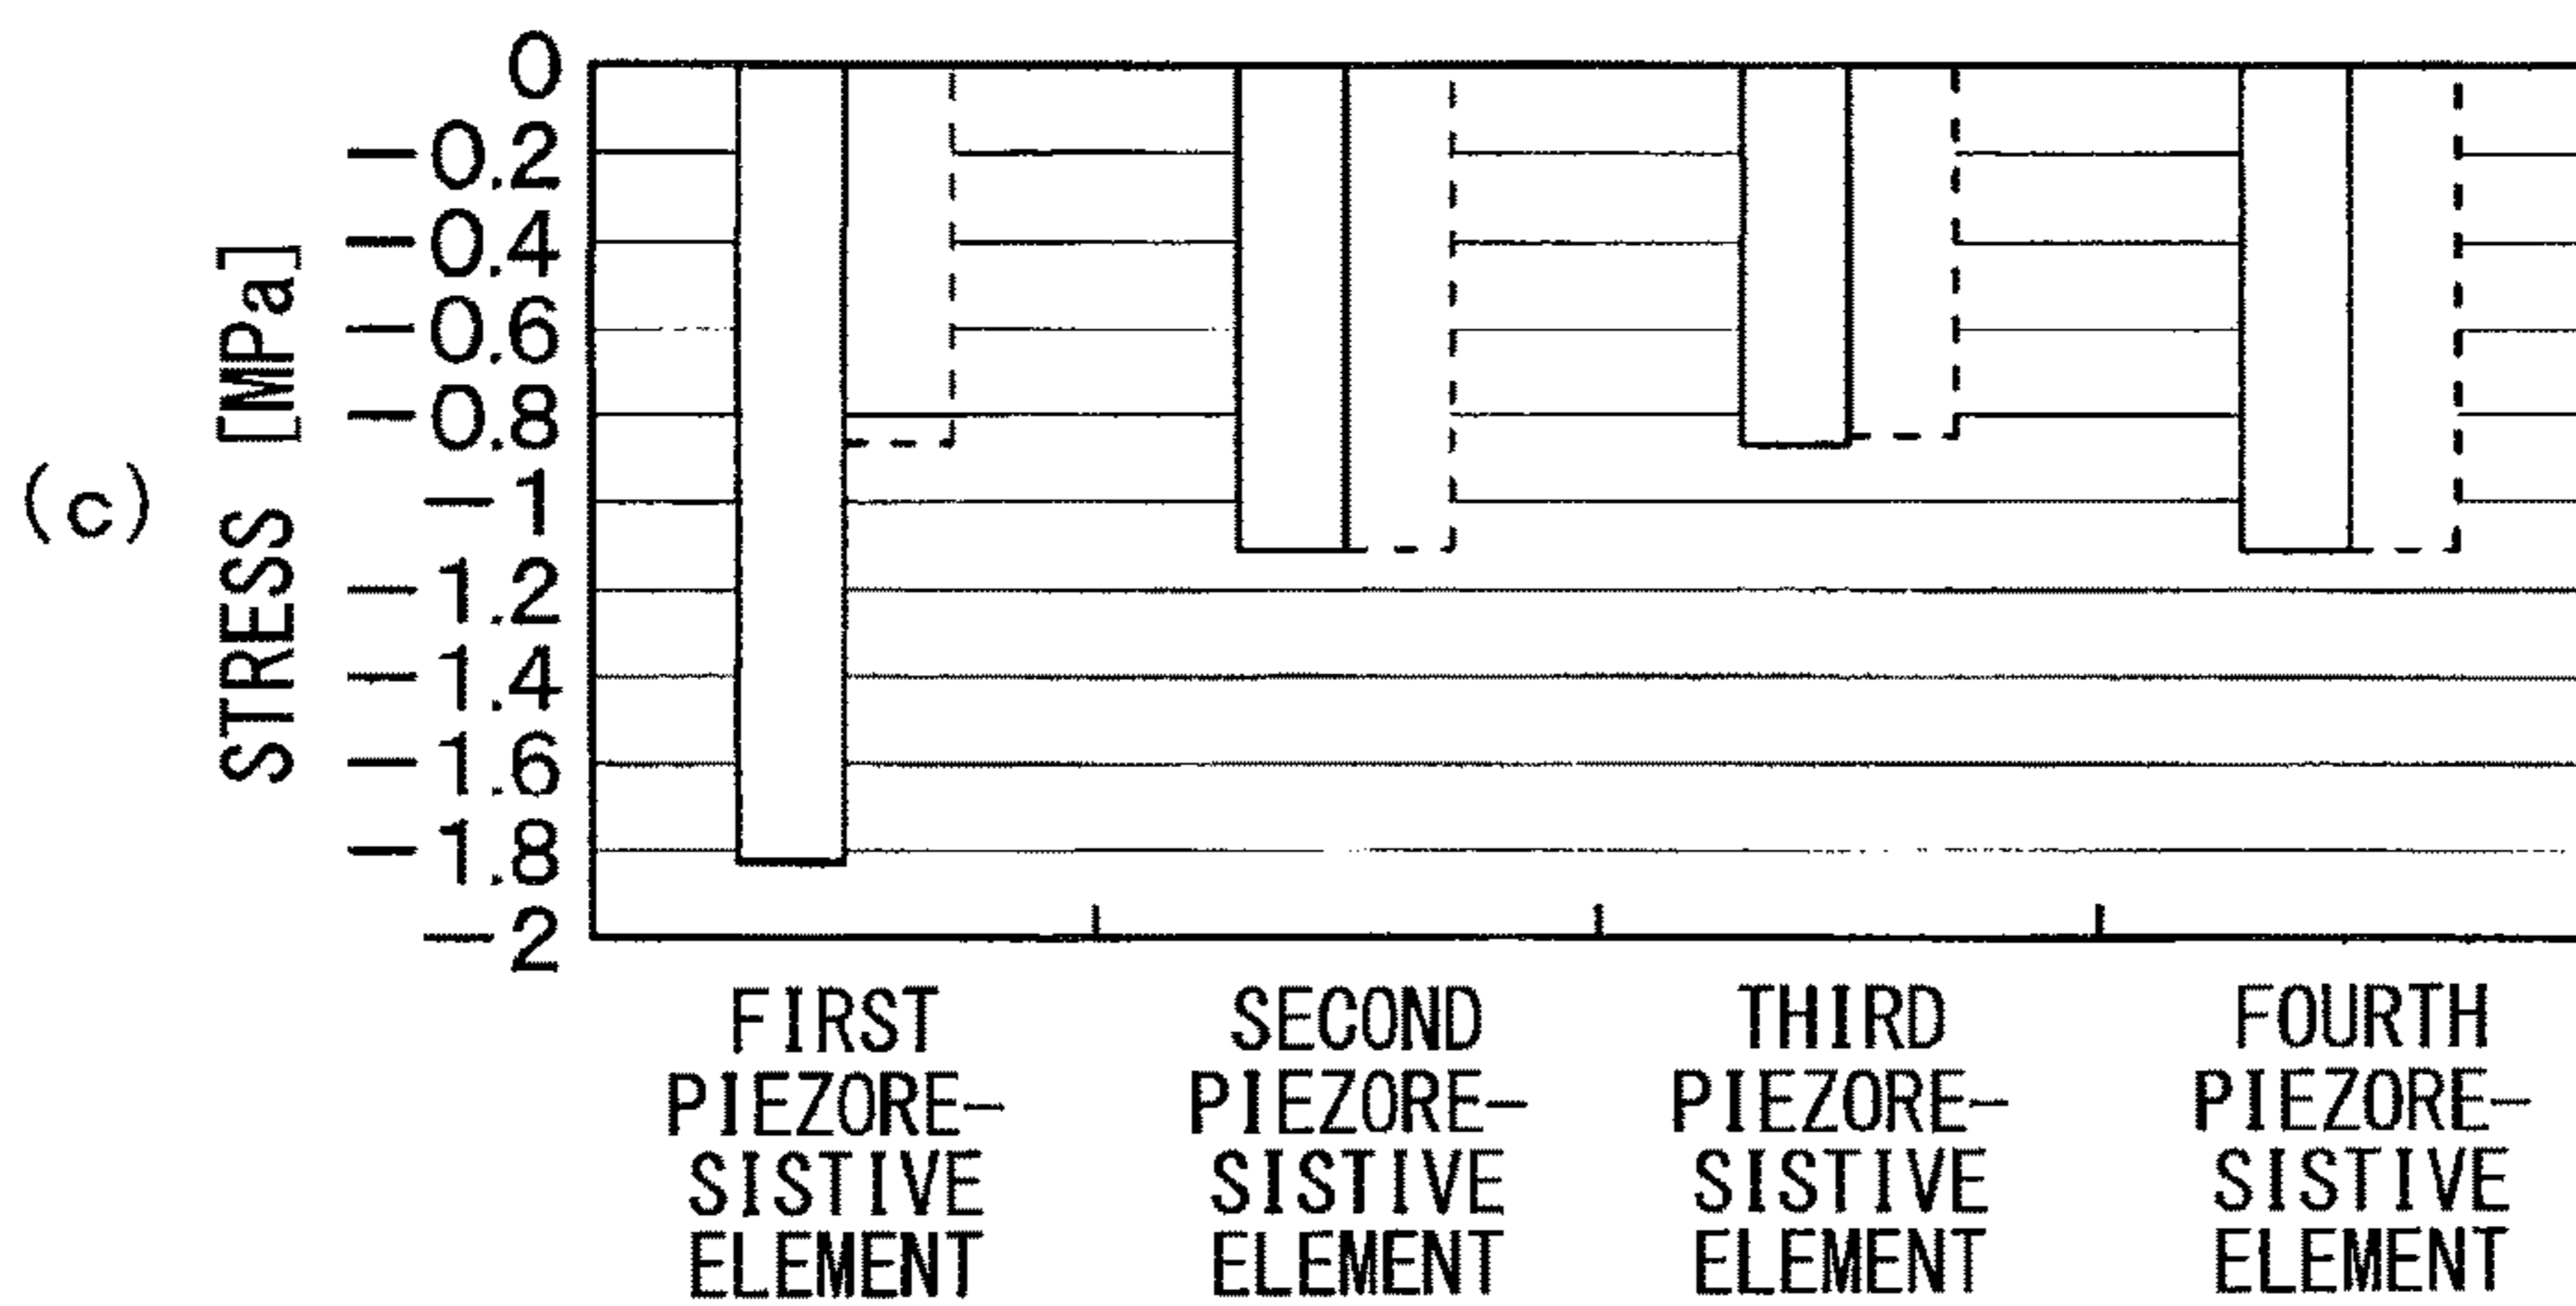 (c)
STRESS [MPa]
0
-0.2
-0.4
-0.6
-0.8
-1
-1.2
-1.4
-1.6
-1.8
-2
FIRST
PIEZORE-
SISTIVE
ELEMENT
SECOND
PIEZORE-
SISTIVE
ELEMENT
THIRD
PIEZORE-
SISTIVE
ELEMENT
FOURTH
PIEZORE-
SISTIVE
ELEMENT